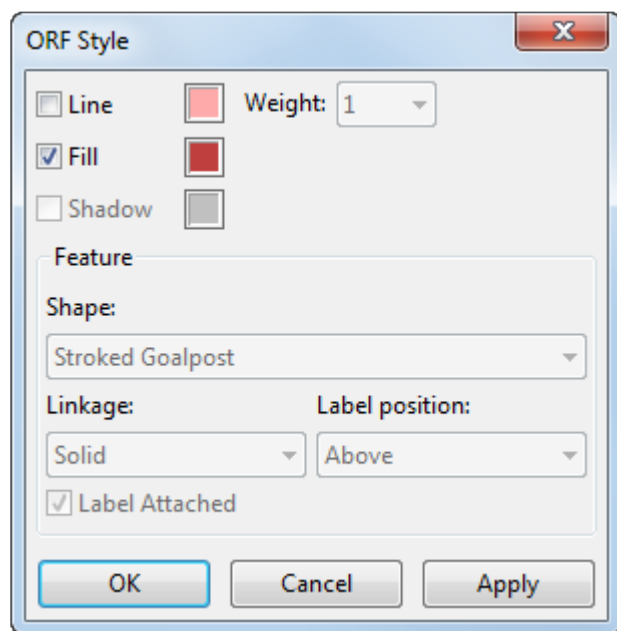 ORF Style
Line Weight: 1
Fill
Shadow
Feature
Shape:
Stroked Goalpost
Linkage: Label position:
Solid Above
Label Attached
OK Cancel Apply